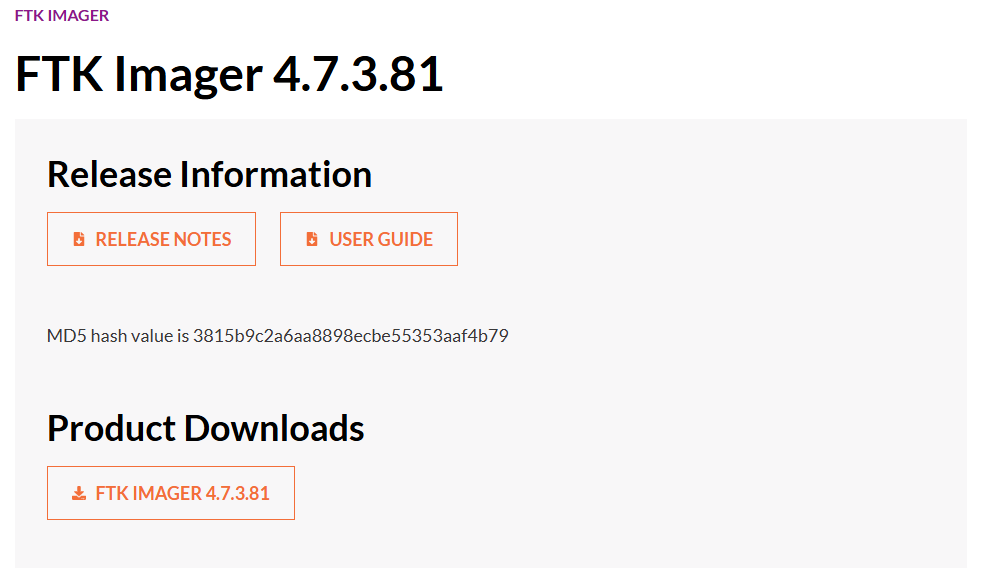 FTK IMAGER
FTK Imager 4.7.3.81
Release Information
RELEASE NOTES
USER GUIDE
MD5 hash value is 3815b9c2a6aa8898ecbe55353aaf4b79
Product Downloads
FTK IMAGER 4.7.3.81